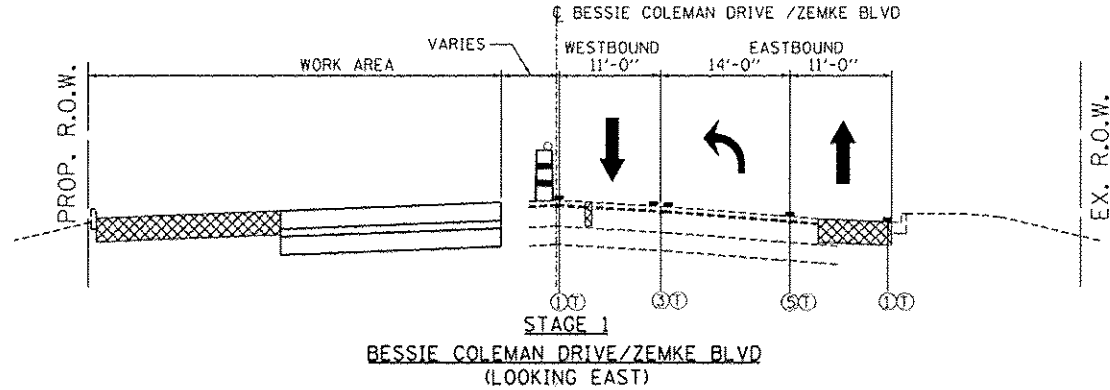 ℄ BESSIE COLEMAN DRIVE /ZEMKE BLVD
VARIES
WESTBOUND
EASTBOUND
WORK AREA
11'-0"
14'-0"
11'-0"
PROP. R.O.W.
EX. R.O.W.
①Ⓣ
③Ⓣ
⑤Ⓣ
①Ⓣ
STAGE 1
BESSIE COLEMAN DRIVE/ZEMKE BLVD
(LOOKING EAST)